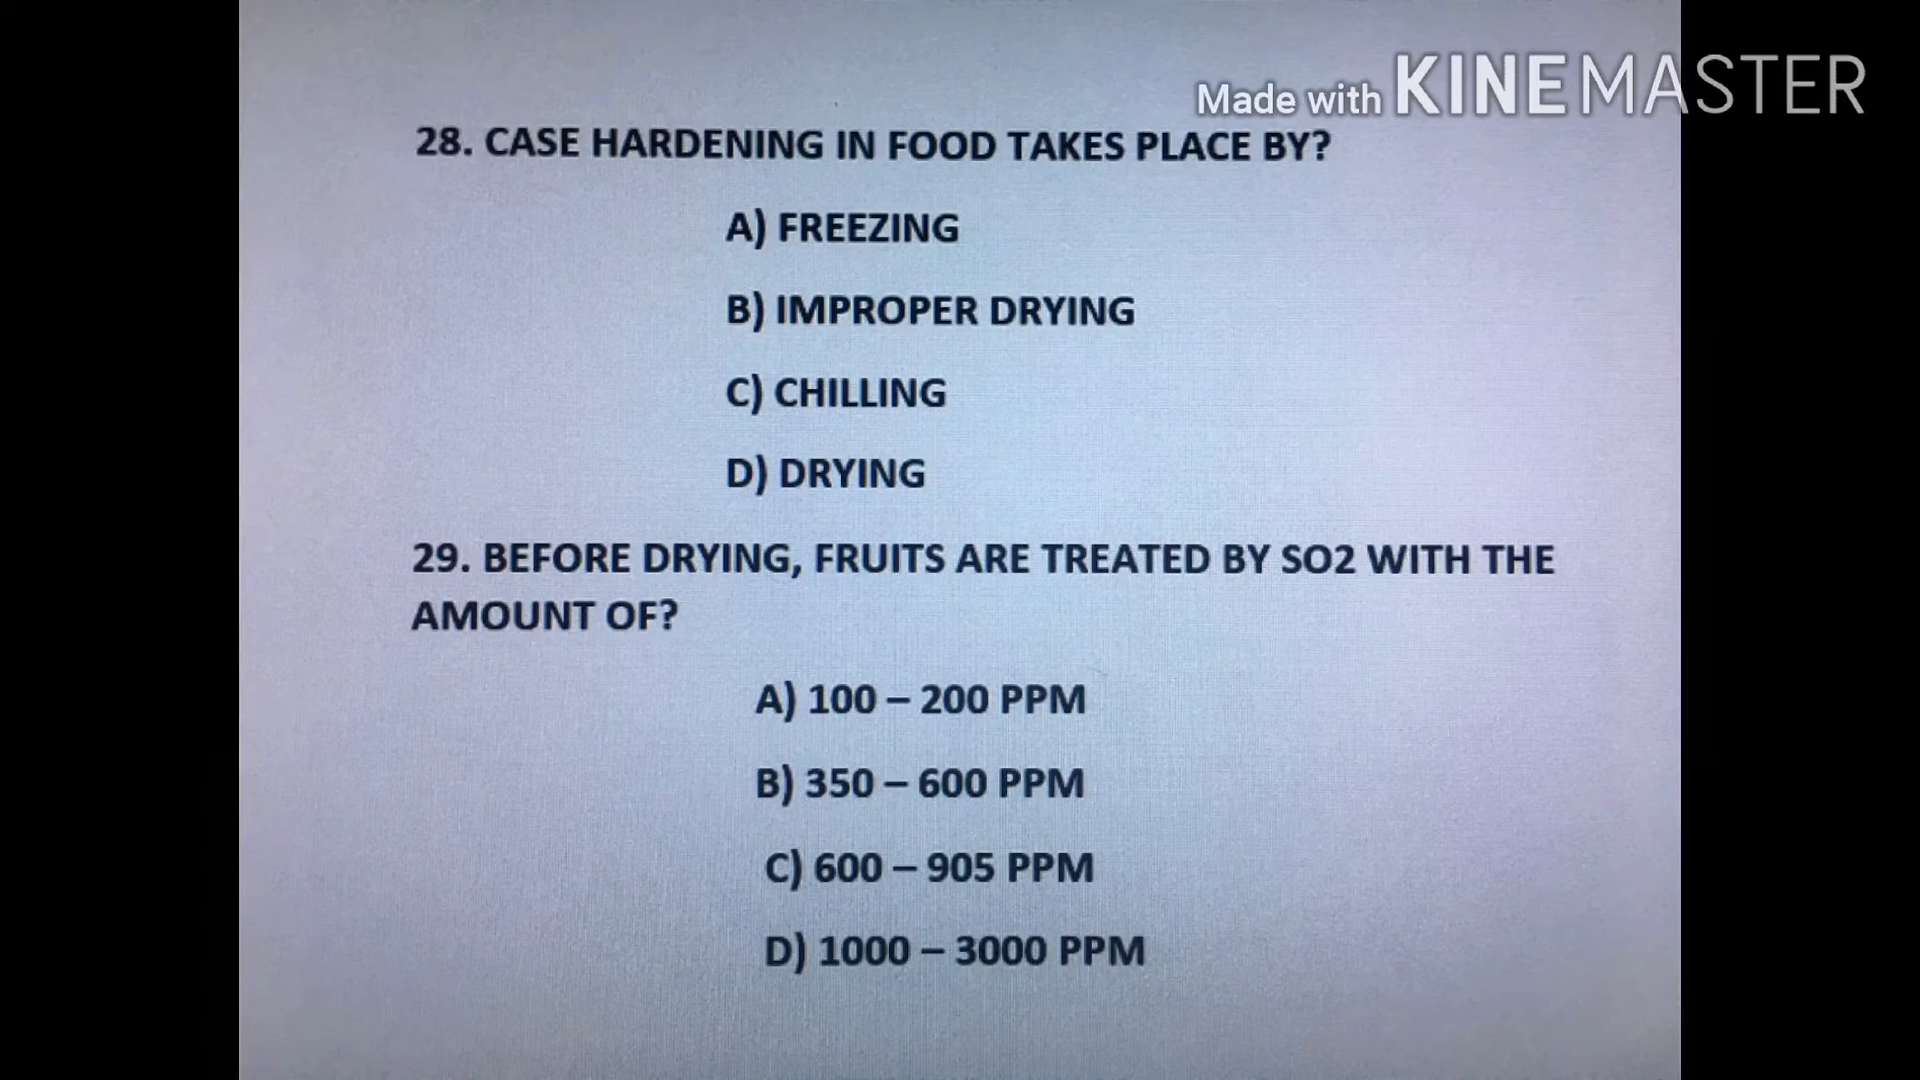 Made with KINEMASTER
28. CASE HARDENING IN FOOD TAKES PLACE BY?
A) FREEZING
B) IMPROPER DRYING
C) CHILLING
D) DRYING
29. BEFORE DRYING, FRUITS ARE TREATED BY SO2 WITH THE
AMOUNT OF?
A) 100 – 200 PPM
B) 350 – 600 PPM
C) 600 – 905 PPM
D) 1000 – 3000 PPM